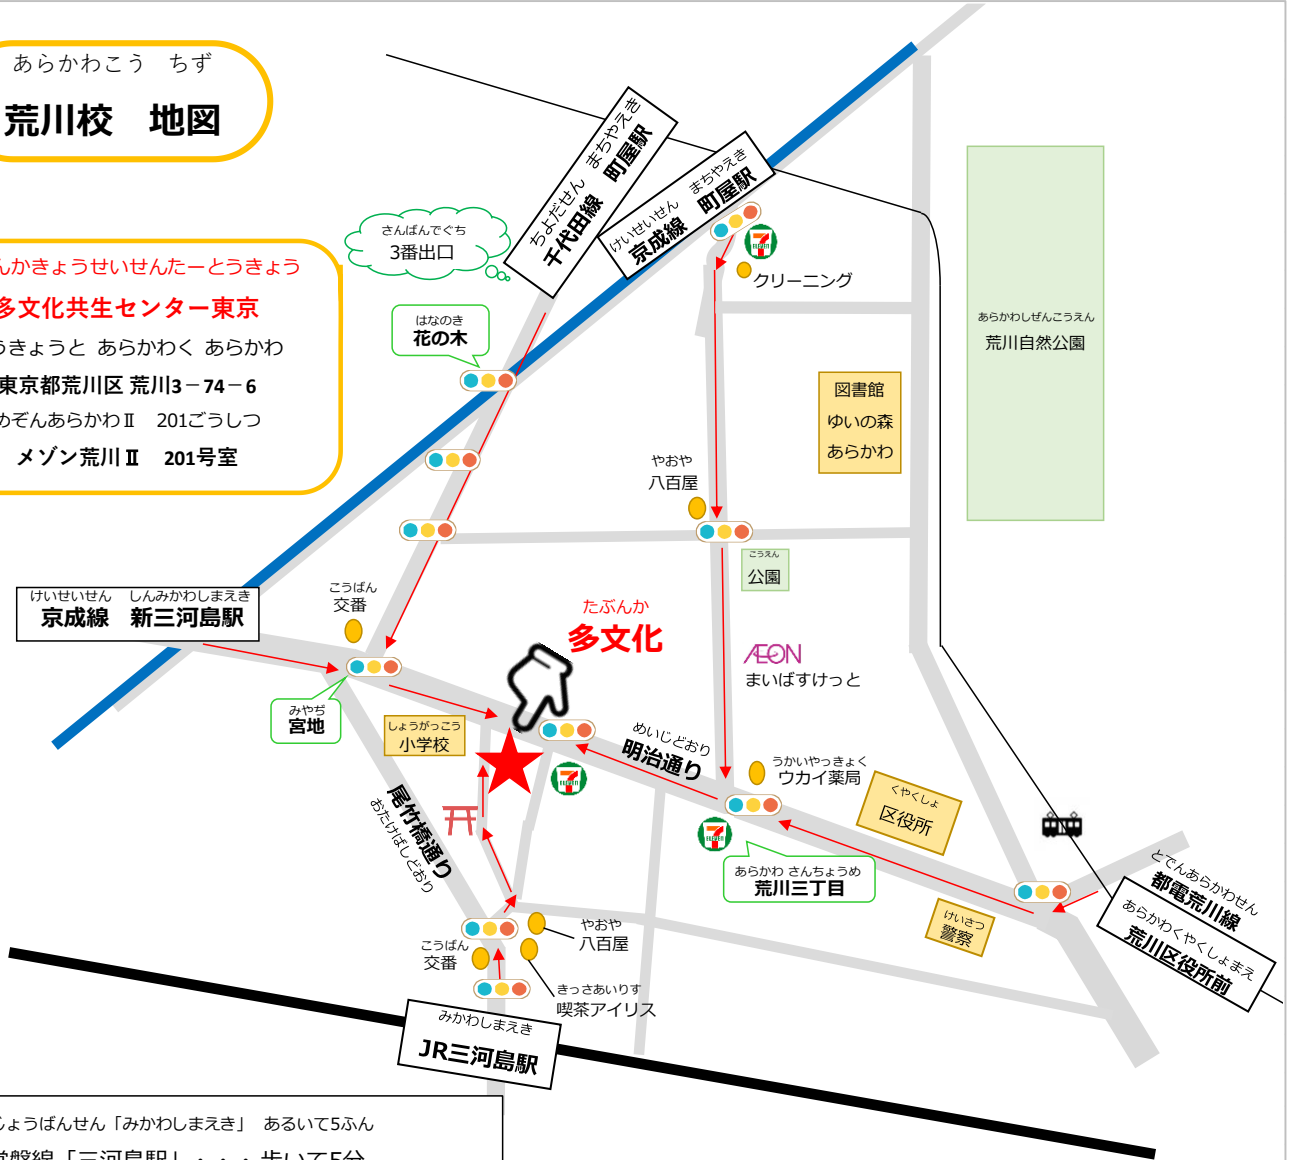 あらかわこう　ちず
荒川校　地図
んかきょうせいせんたーとうきょう
多文化共生センター東京
うきょうと あらかわく あらかわ
東京都荒川区 荒川3－74－6
めぞんあらかわⅡ　201ごうしつ
メゾン荒川Ⅱ　201号室
さんばんでぐち
3番出口
ちよだせん　まちやえき
千代田線　町屋駅
けいせいせん　まちやえき
京成線　町屋駅
7
ELEVEN
クリーニング
はなのき
花の木
あらかわしぜんこうえん
荒川自然公園
図書館
ゆいの森
あらかわ
やおや
八百屋
こうえん
公園
けいせいせん　しんみかわしまえき
京成線　新三河島駅
こうばん
交番
たぶんか
多文化
ÆON
まいばすけっと
みやぢ
宮地
しょうがっこう
小学校
めいじどおり
明治通り
うかいやっきょく
ウカイ薬局
7
ELEVEN
くやくしょ
区役所
尾竹橋通り
おたけばしどおり
7
ELEVEN
あらかわ さんちょうめ
荒川三丁目
とでんあらかわせん
都電荒川線
あらかわくやくしょまえ
荒川区役所前
けいさつ
警察
やおや
八百屋
こうばん
交番
きっさあいりす
喫茶アイリス
みかわしまえき
JR三河島駅
じょうばんせん「みかわしまえき」　あるいて5ふん
常磐線「三河島駅」・・・歩いて5分